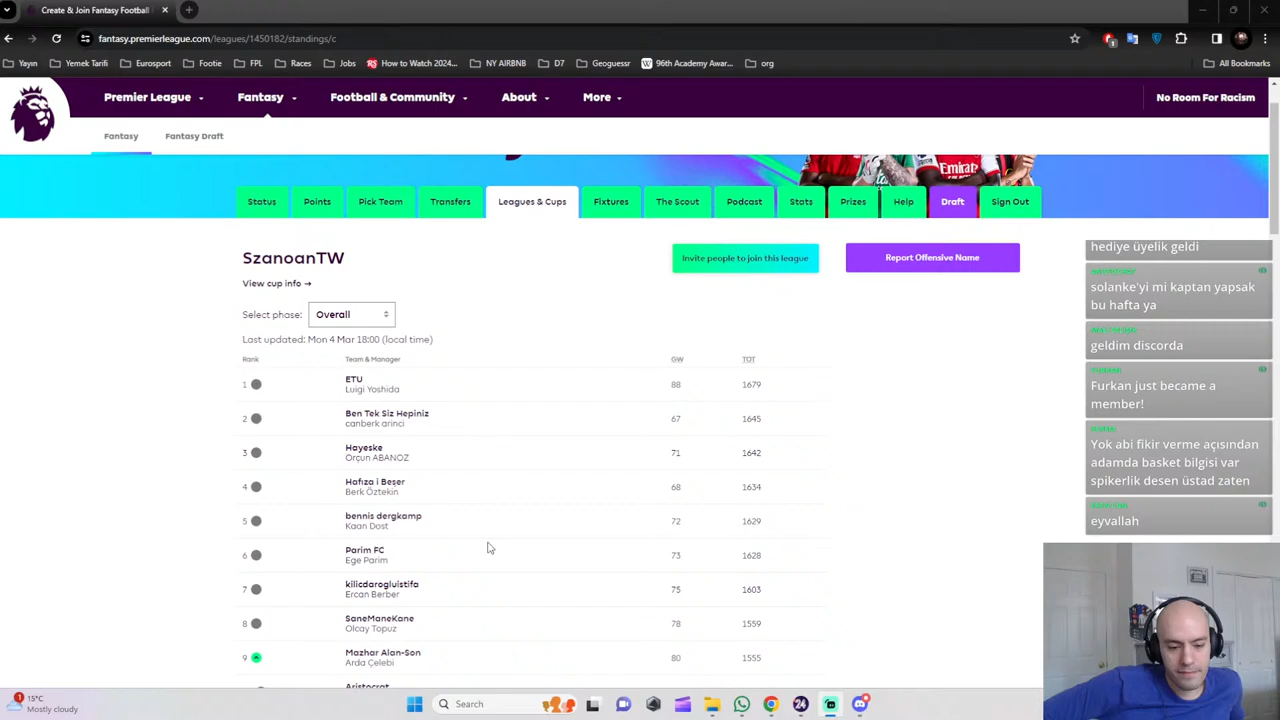 Create & Join Fantasy Football
fantasy.premierleague.com/leagues/1450182/standings/c
1
Yayın
Yemek Tarifi
Eurosport
Footie
FPL
Races
Jobs
How to Watch 2024...
NY AIRBNB
D7
Geoguessr
96th Academy Awar...
org
All Bookmarks
Premier League
Fantasy
Football & Community
About
More
No Room For Racism
Fantasy
Fantasy Draft
Status
Points
Pick Team
Transfers
Leagues & Cups
Fixtures
The Scout
Podcast
Stats
Prizes
Help
Draft
Sign Out
SzanoanTW
Invite people to join this league
Report Offensive Name
View cup info →
Select phase: Overall
Last updated: Mon 4 Mar 18:00 (local time)
Rank Team & Manager GW TOT
1 ETU 88 1679
Luigi Yoshida
2 Ben Tek Siz Hepiniz 67 1645
canberk arinci
3 Hayeske 71 1642
Orçun ABANOZ
4 Hafıza i Beşer 68 1634
Berk Öztekin
5 bennis dergkamp 72 1629
Kaan Dost
6 Parim FC 73 1628
Ege Parim
7 kilicdarogluistifa 75 1603
Ercan Berber
8 SaneManeKane 78 1559
Olcay Topuz
9 Mazhar Alan-Son 80 1555
Arda Çelebi
Aristocrat
hediye üyelik geldi
solanke'yi mi kaptan yapsak
bu hafta ya
geldim discorda
Furkan just became a
member!
Yok abi fikir verme açısından
adamda basket bilgisi var
spikerlik desen üstad zaten
eyvallah
1
15°C
Mostly cloudy
Search
24